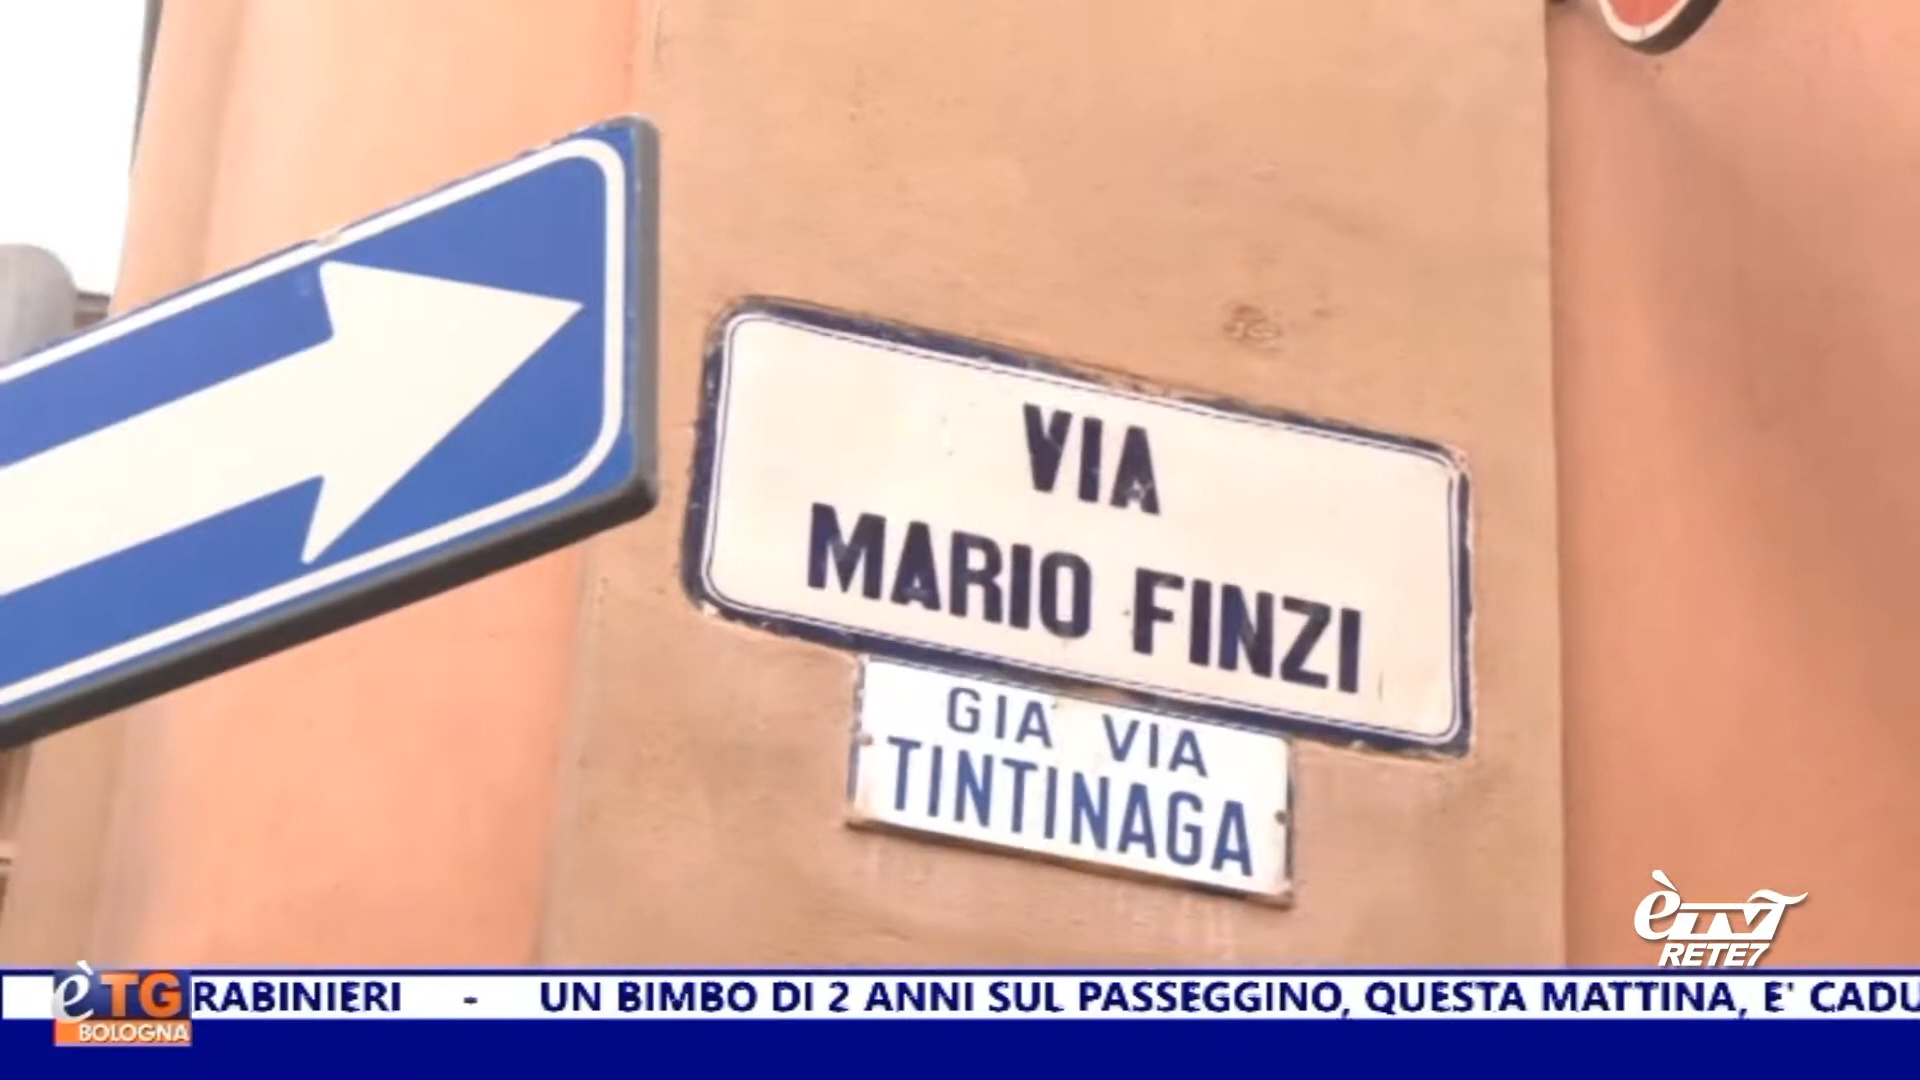 VIA
MARIO FINZI
GIA VIA
TINTINAGA
èTV
RETE7
èTG
BOLOGNA
RABINIERI - UN BIMBO DI 2 ANNI SUL PASSEGGINO, QUESTA MATTINA, E' CADU